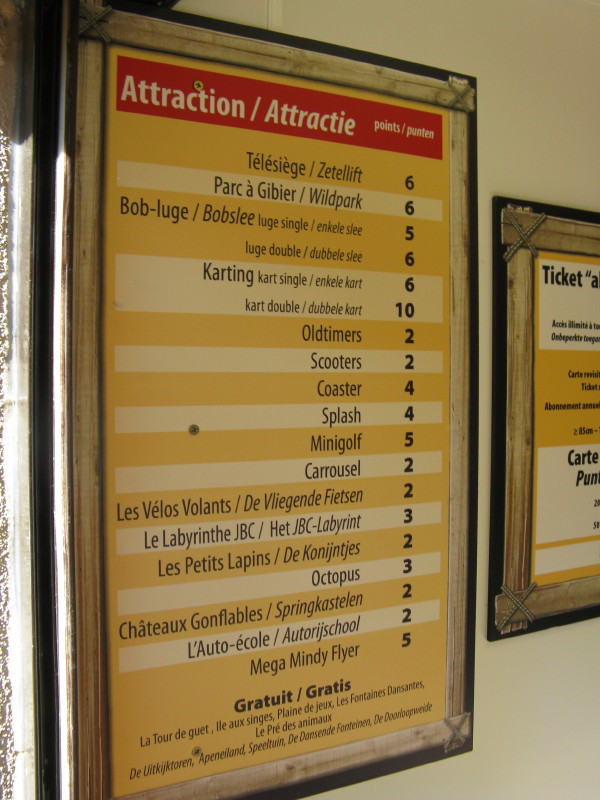 Attraction / Attractie points / punten
Télésiège / Zetellift 6
Parc à Gibier / Wildpark 6
Bob-luge / Bobslee luge single / enkele slee 5
luge double / dubbele slee 6
Karting kart single / enkele kart 6
kart double / dubbele kart 10
Oldtimers 2
Scooters 2
Coaster 4
Splash 4
Minigolf 5
Carrousel 2
Les Vélos Volants / De Vliegende Fietsen 2
Le Labyrinthe JBC / Het JBC-Labyrint 3
Les Petits Lapins / De Konijntjes 2
Octopus 3
Châteaux Gonflables / Springkastelen 2
L'Auto-école / Autorijschool 2
Mega Mindy Flyer 5
Gratuit / Gratis
La Tour de guet , Ile aux singes, Plaine de jeux, Les Fontaines Dansantes,
Le Pré des animaux
De Uitkijktoren, Apeneiland, Speeltuin, De Dansende Fonteinen, De Doorloopweide
Ticket
Accès illimité à
Onbeperkte
Carte
Ticket
Abonnement
≥ 85cm –
Carte